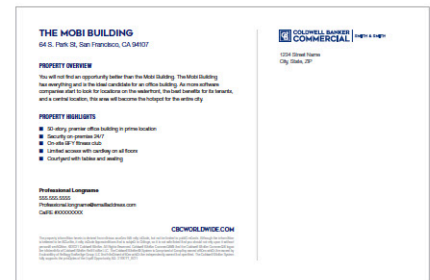 THE MOBI BUILDING
64 S. Park St, San Francisco, CA 94107
PROPERTY OVERVIEW
You will not find an opportunity better than the Mobi Building. The Mobi Building
has everything and is the ideal candidate for an office building. As more software
companies start to look for locations on the waterfront, the best benefits for its tenants,
and a central location, this area will become the hotspot for the entire city.
PROPERTY HIGHLIGHTS
50-story, premier office building in prime location
Security on-premise 24/7
On-site BFY fitness club
Limited access with cardkey on all floors
Courtyard with tables and seating
Professional Longname
555.555.5555
Professional.longname@emailaddress.com
CalRE #00000000X
CBCWORLDWIDE.COM
COLDWELL BANKER
COMMERCIAL
SMITH & SMITH
1234 Street Name
City, State, ZIP